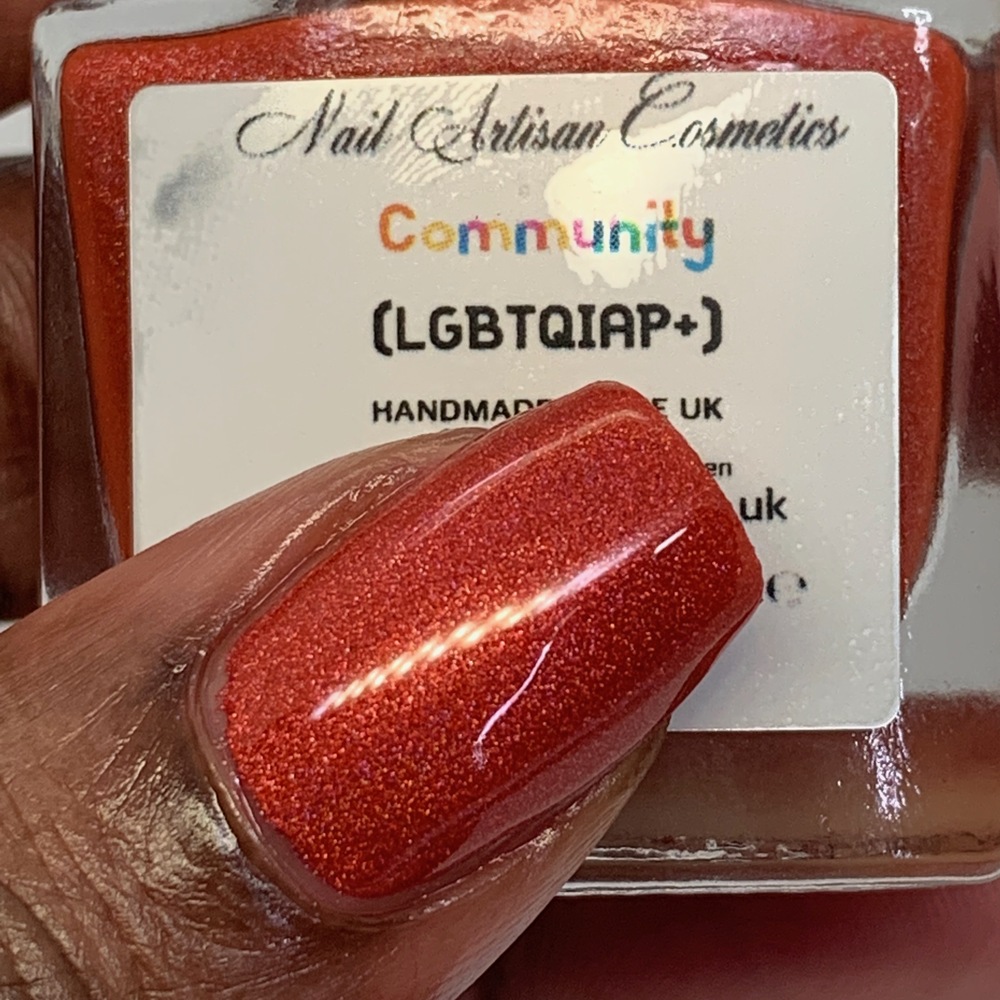 Nail Artisan Cosmetics
Community
(LGBTQIAP+)
HANDMADE UK
uk